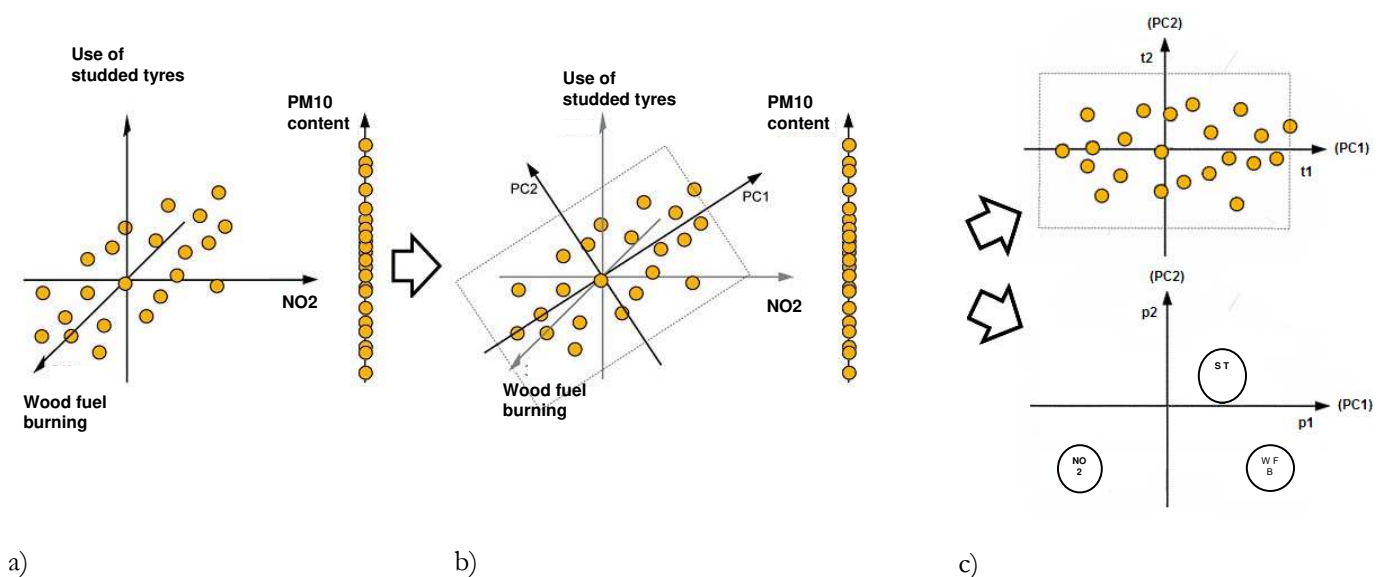 Use of
studded tyres
PM10
content
NO2
Wood fuel
burning
a)
Use of
studded tyres
PM10
content
PC2
PC1
NO2
Wood fuel
burning
b)
(PC2)
t2
(PC1)
t1
(PC2)
p2
S T
(PC1)
p1
NO
2
W F
B
c)